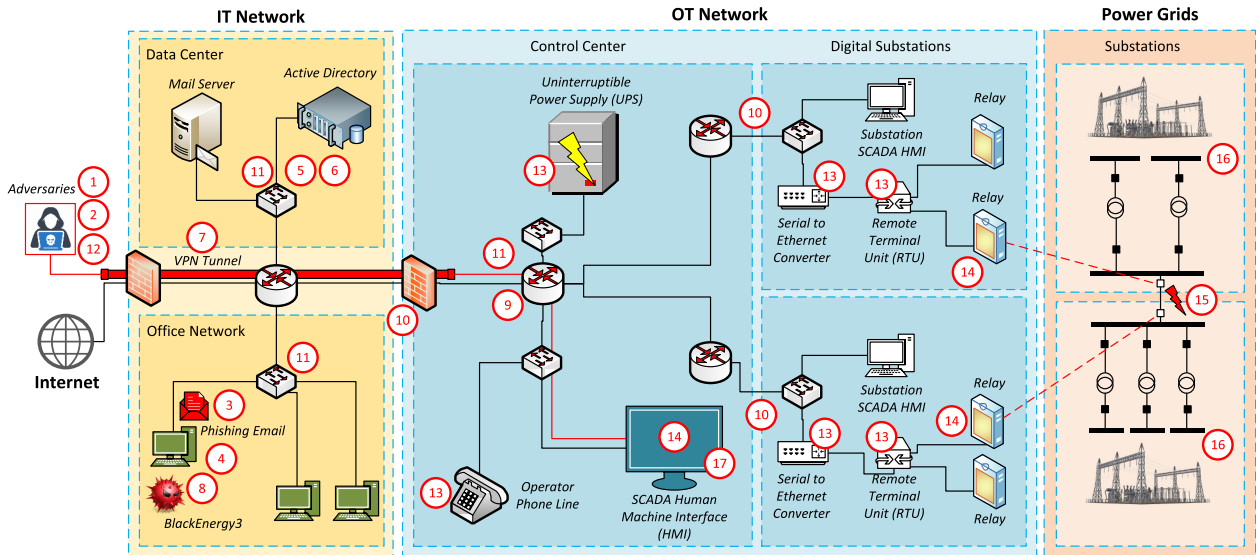 IT Network
OT Network
Power Grids
Data Center
Mail Server
Active Directory
11
5
6
Adversaries
1
2
12
7
VPN Tunnel
Internet
Office Network
11
3
Phishing Email
4
8
BlackEnergy3
10
Control Center
Uninterruptible
Power Supply (UPS)
13
11
9
13
Operator
Phone Line
14
17
SCADA Human
Machine Interface
(HMI)
Digital Substations
10
Substation
SCADA HMI
Relay
13
13
Serial to
Ethernet
Converter
Remote
Terminal
Unit (RTU)
Relay
14
10
Substation
SCADA HMI
Relay
14
13
13
Serial to
Ethernet
Converter
Remote
Terminal
Unit (RTU)
Relay
Substations
16
15
16